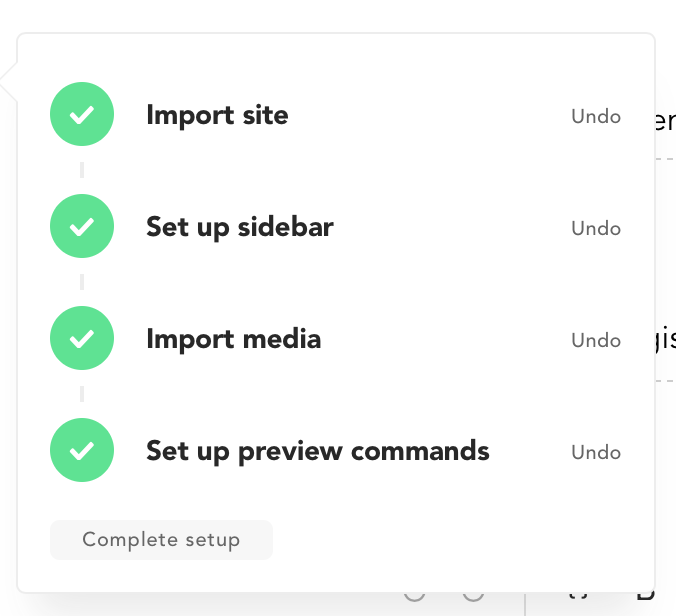 Import site Undo
Set up sidebar Undo
Import media Undo
Set up preview commands Undo
Complete setup